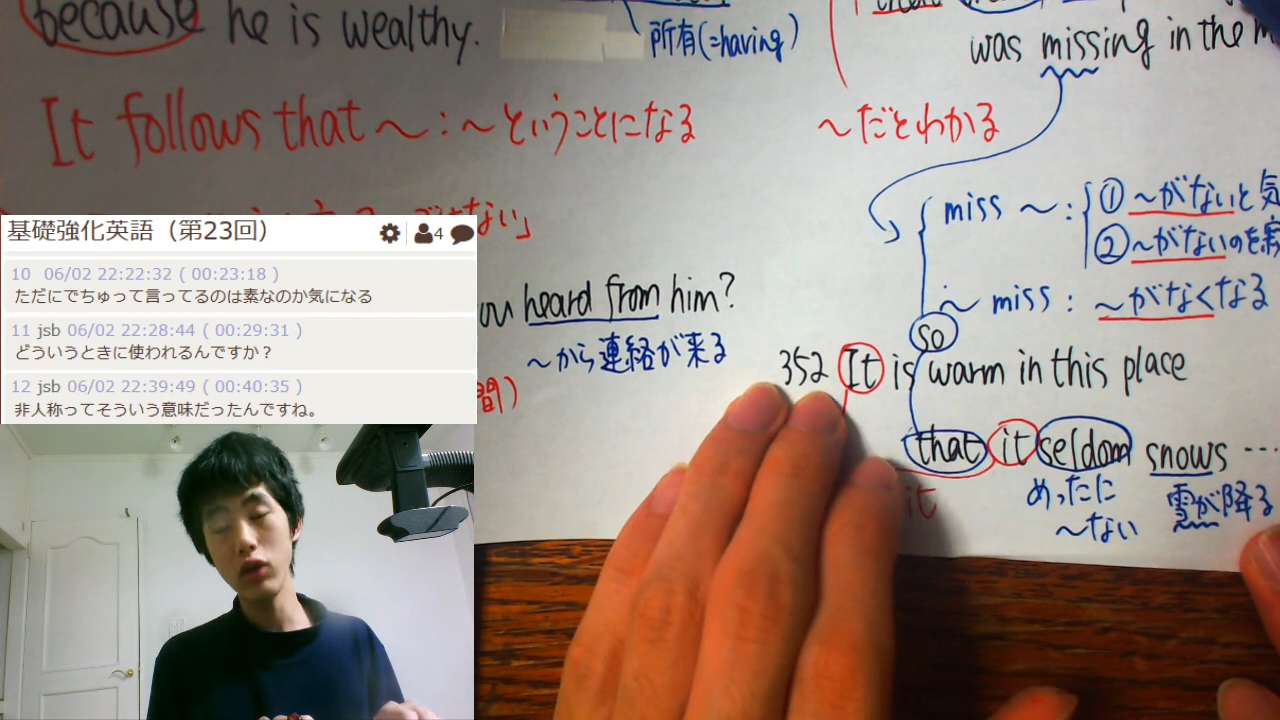 because he is wealthy.
所有(=having)
was missing in the m
It follows that ～:～ということになる
～だとわかる
miss ～:①～がないと気
②～がないのを寂
～ miss:～がなくなる
ない」
基礎強化英語（第23回）
4
10 06/02 22:22:32 ( 00:23:18 )
ただにでちゅって言ってるのは素なのか気になる
11 jsb 06/02 22:28:44 ( 00:29:31 )
どういうときに使われるんですか？
12 jsb 06/02 22:39:49 ( 00:40:35 )
非人称ってそういう意味だったんですね。
ou heard from him?
～から連絡が来る
間)
so
352 It is warm in this place
that it seldom snows ...
it
めったに
～ない
雪が降る